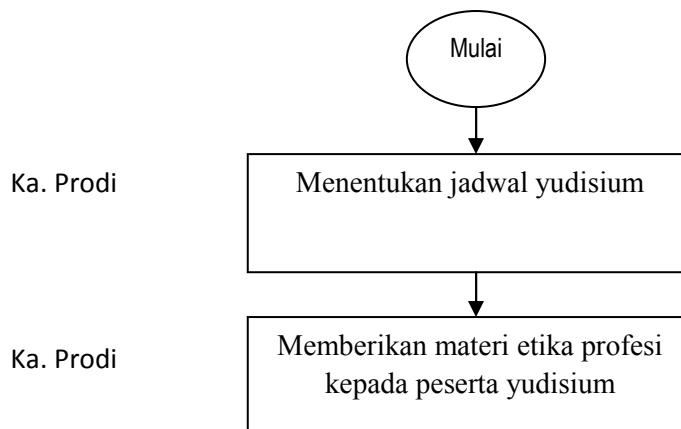 Mulai
Ka. Prodi
Menentukan jadwal yudisium
Ka. Prodi
Memberikan materi etika profesi
kepada peserta yudisium